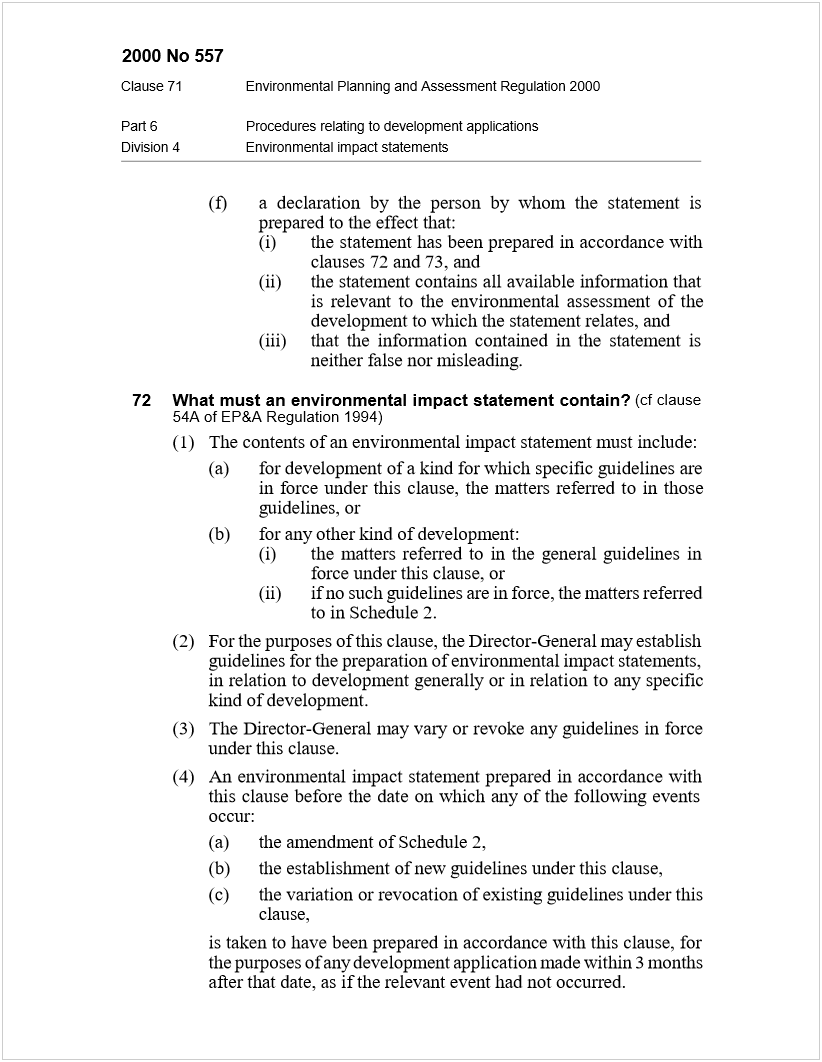 2000 No 557
Clause 71 Environmental Planning and Assessment Regulation 2000
Part 6 Procedures relating to development applications
Division 4 Environmental impact statements
(f) a declaration by the person by whom the statement is
prepared to the effect that:
(i) the statement has been prepared in accordance with
clauses 72 and 73, and
(ii) the statement contains all available information that
is relevant to the environmental assessment of the
development to which the statement relates, and
(iii) that the information contained in the statement is
neither false nor misleading.
72 What must an environmental impact statement contain? (cf clause
54A of EP&A Regulation 1994)
(1) The contents of an environmental impact statement must include:
(a) for development of a kind for which specific guidelines are
in force under this clause, the matters referred to in those
guidelines, or
(b) for any other kind of development:
(i) the matters referred to in the general guidelines in
force under this clause, or
(ii) if no such guidelines are in force, the matters referred
to in Schedule 2.
(2) For the purposes of this clause, the Director-General may establish
guidelines for the preparation of environmental impact statements,
in relation to development generally or in relation to any specific
kind of development.
(3) The Director-General may vary or revoke any guidelines in force
under this clause.
(4) An environmental impact statement prepared in accordance with
this clause before the date on which any of the following events
occur:
(a) the amendment of Schedule 2,
(b) the establishment of new guidelines under this clause,
(c) the variation or revocation of existing guidelines under this
clause,
is taken to have been prepared in accordance with this clause, for
the purposes of any development application made within 3 months
after that date, as if the relevant event had not occurred.